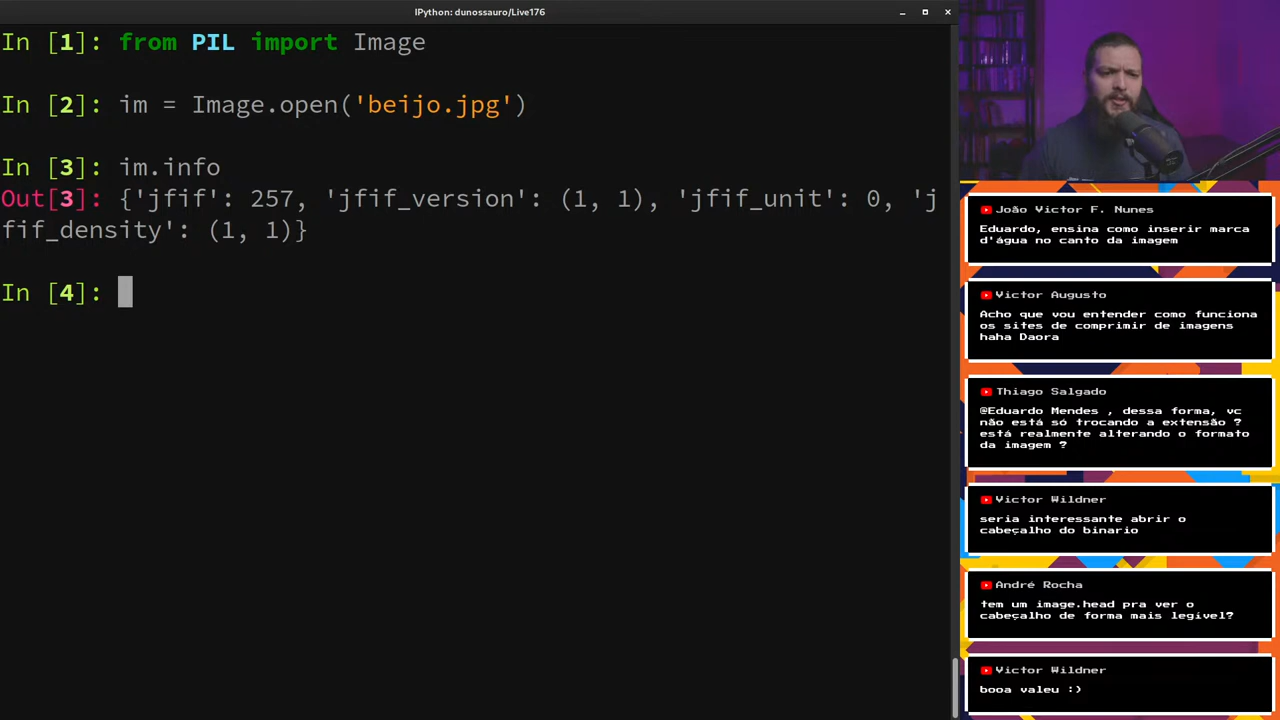 IPython: dunossauro/Live176
In [1]: from PIL import Image
In [2]: im = Image.open('beijo.jpg')
In [3]: im.info
Out[3]: {'jfif': 257, 'jfif_version': (1, 1), 'jfif_unit': 0, 'j
fif_density': (1, 1)}
In [4]:
João Victor F. Nunes
Eduardo, ensina como inserir marca
d'água no canto da imagem
Victor Augusto
Acho que vou entender como funciona
os sites de comprimir de imagens
haha Daora
Thiago Salgado
@Eduardo Mendes , dessa forma, vc
não está só trocando a extensão ?
está realmente alterando o formato
da imagem ?
Victor Wildner
seria interessante abrir o
cabeçalho do binario
André Rocha
tem um image.head pra ver o
cabeçalho de forma mais legível?
Victor Wildner
booa valeu :)